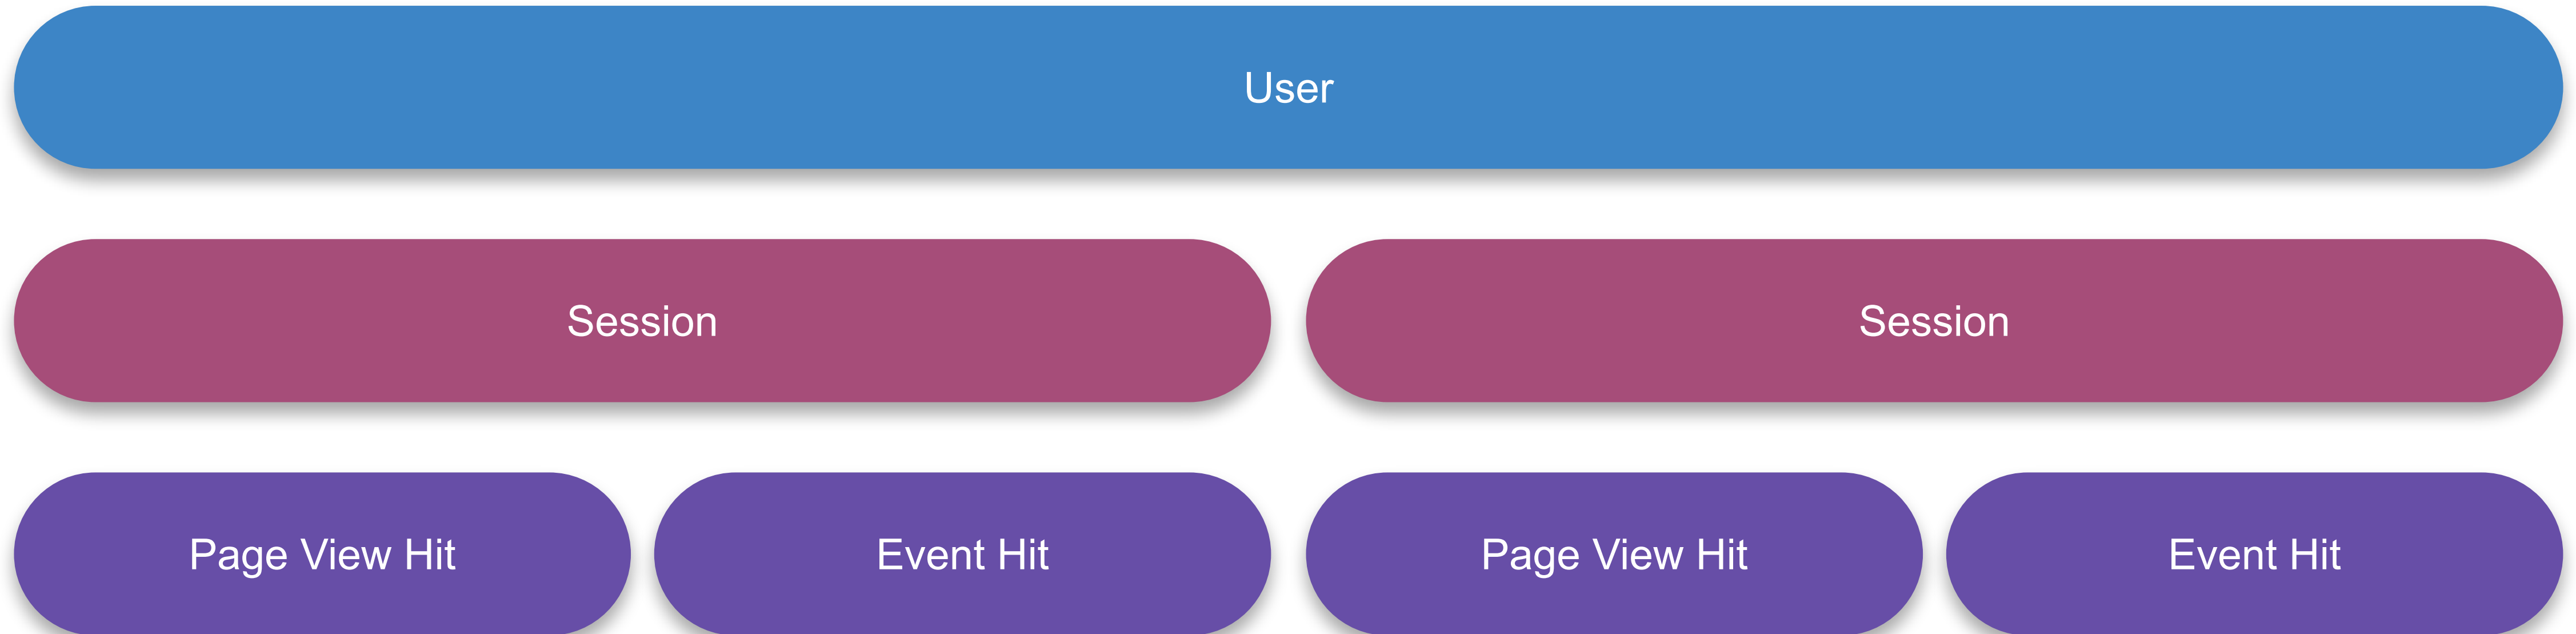 User
Session
Session
Page View Hit
Event Hit
Page View Hit
Event Hit